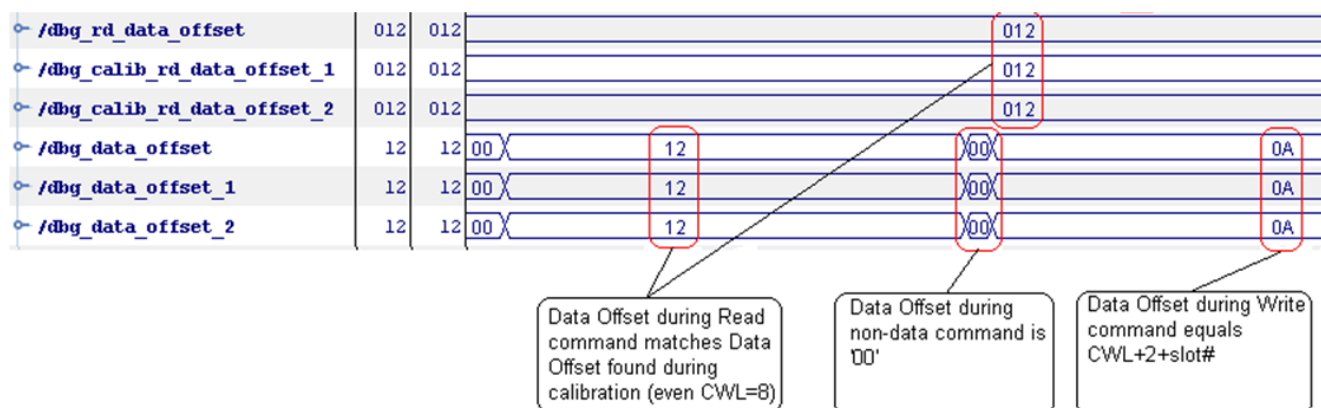 /dbg_rd_data_offset 012 012 012
/dbg_calib_rd_data_offset_1 012 012 012
/dbg_calib_rd_data_offset_2 012 012 012
/dbg_data_offset 12 12 00 12 00 0A
/dbg_data_offset_1 12 12 00 12 00 0A
/dbg_data_offset_2 12 12 00 12 00 0A
Data Offset during Read
command matches Data
Offset found during
calibration (even CWL=8)
Data Offset during
non-data command is
'00'
Data Offset during Write
command equals
CWL+2+slot#